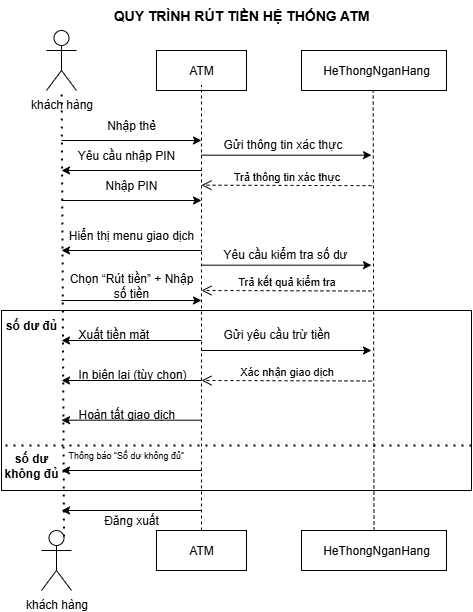 QUY TRÌNH RÚT TIỀN HỆ THỐNG ATM
khách hàng
ATM
HeThongNganHang
Nhập thẻ
Gửi thông tin xác thực
Yêu cầu nhập PIN
Trả thông tin xác thực
Nhập PIN
Hiển thị menu giao dịch
Yêu cầu kiểm tra số dư
Chọn “Rút tiền” + Nhập
số tiền
Trả kết quả kiểm tra
số dư đủ
Xuất tiền măt
Gửi yêu cầu trừ tiền
In biên lai (tùy chon)
Xác nhận giao dịch
Hoản tất giao dịch
số dư
không đủ
Thông báo “Số dư không đủ”
Đăng xuất
khách hàng
ATM
HeThongNganHang